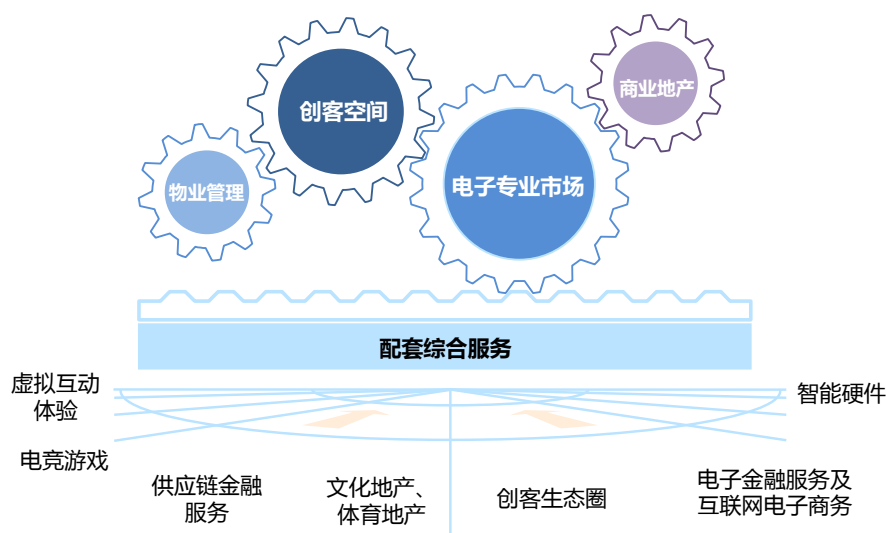 创客空间
商业地产
物业管理
电子专业市场
配套综合服务
虚拟互动
体验
智能硬件
电竞游戏
供应链金融
服务
文化地产、
体育地产
创客生态圈
电子金融服务及
互联网电子商务